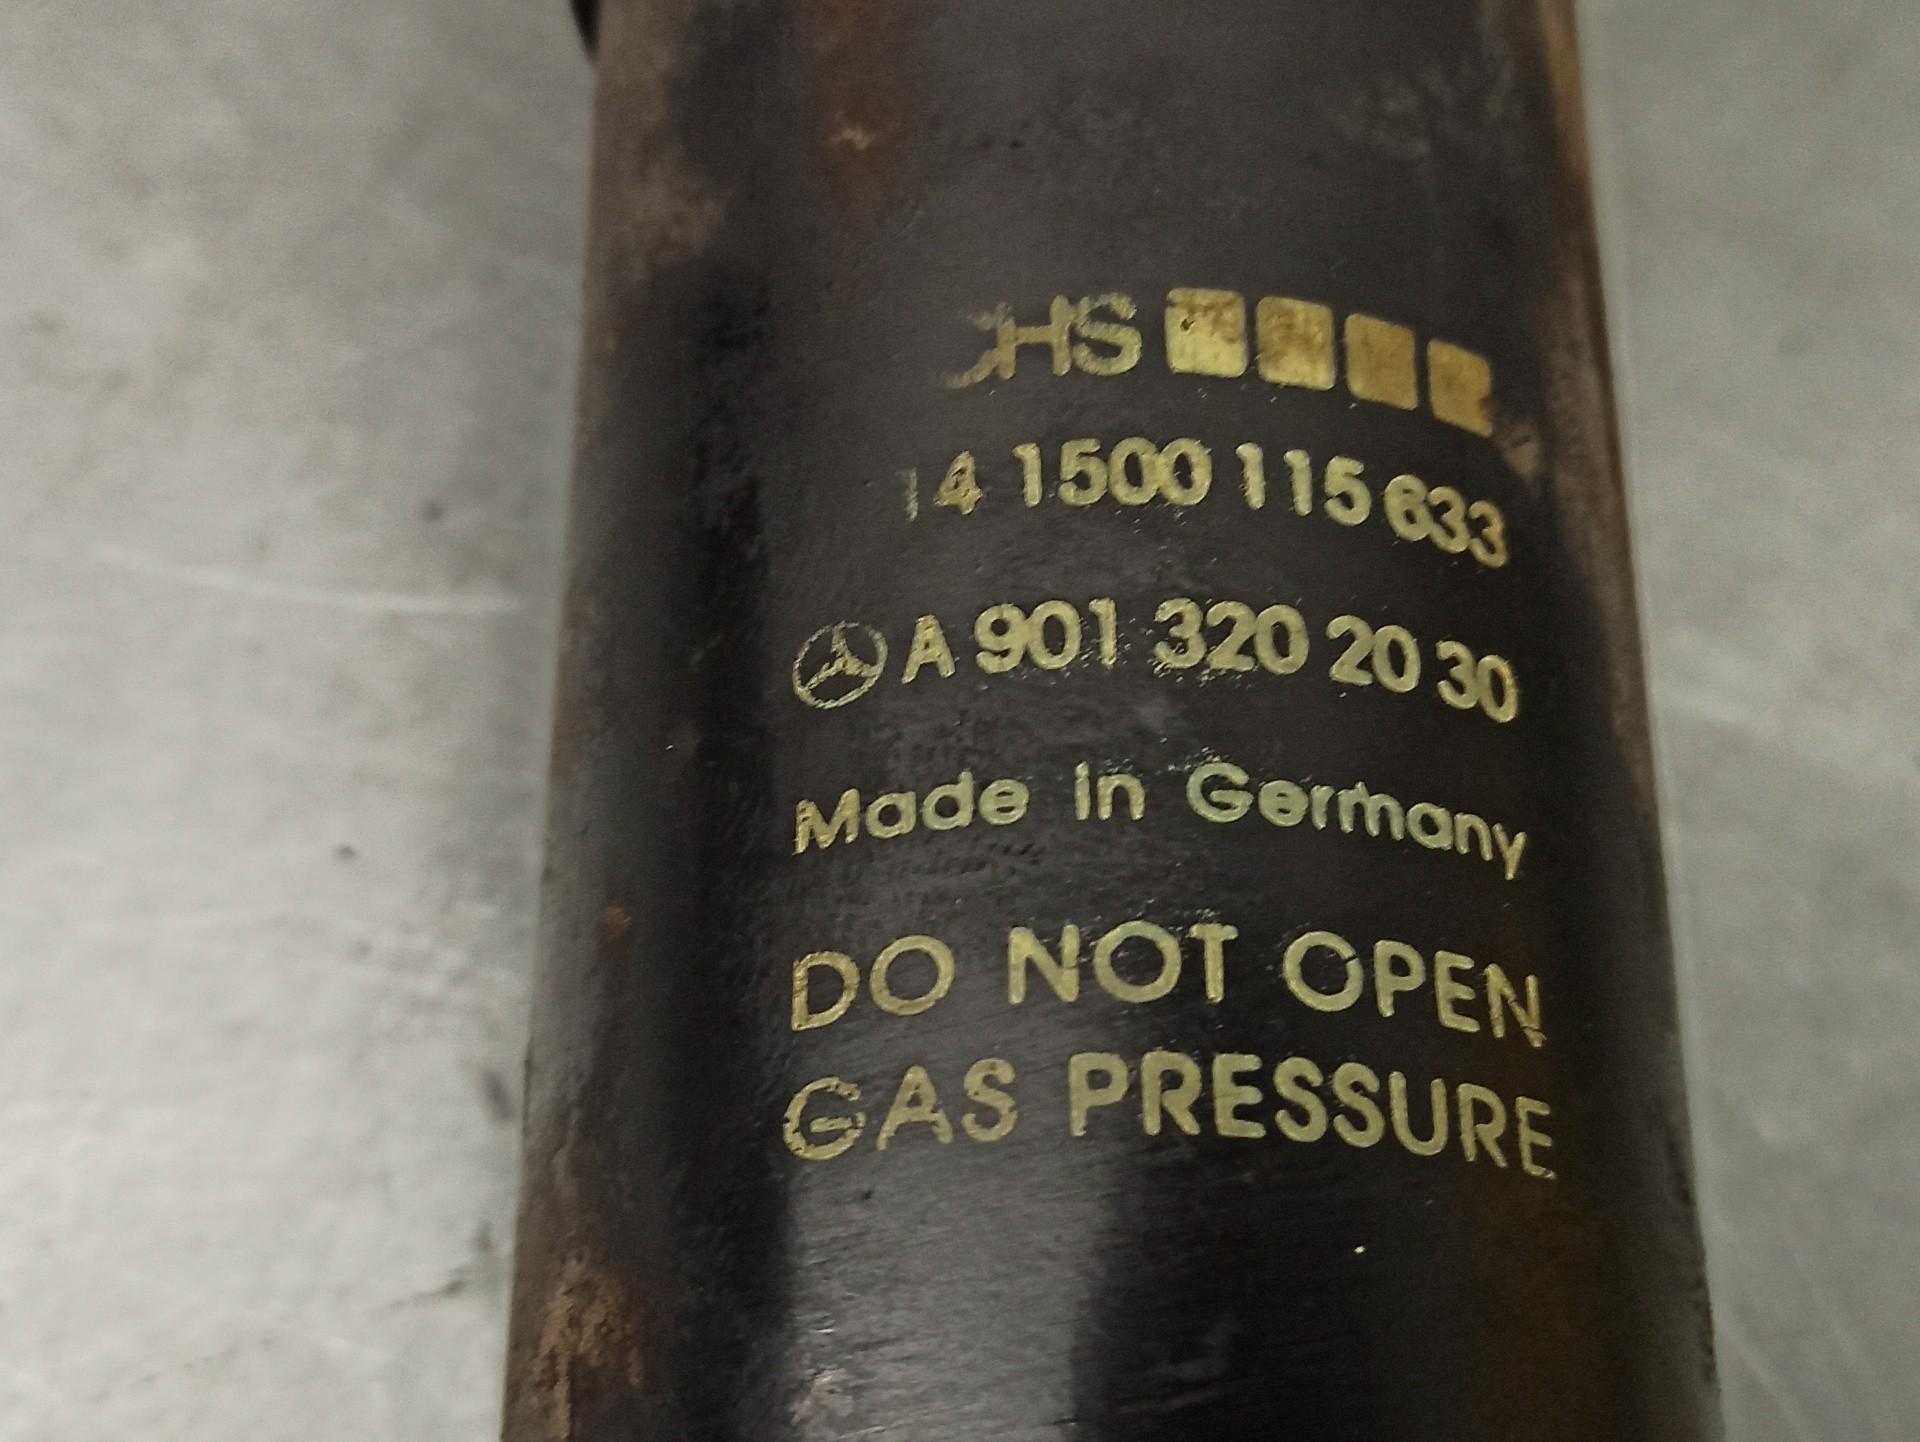 HS
14 1500 115 633
A 901 320 20 30
Made in Germany
DO NOT OPEN
GAS PRESSURE